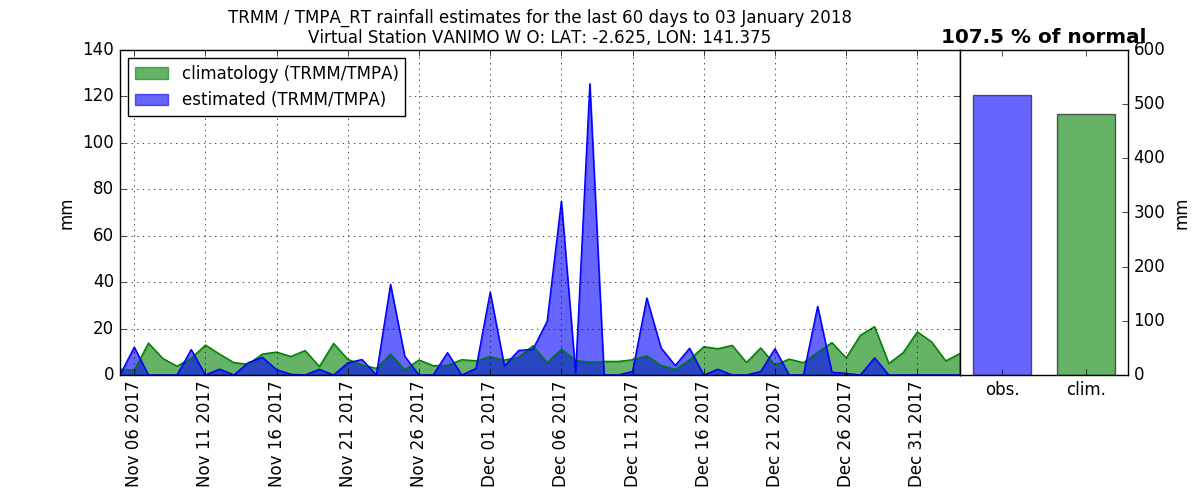 TRMM / TMPA_RT rainfall estimates for the last 60 days to 03 January 2018
Virtual Station VANIMO W O: LAT: -2.625, LON: 141.375
107.5 % of normal
climatology (TRMM/TMPA)
estimated (TRMM/TMPA)
140
120
100
80
60
40
20
0
mm
Nov 06 2017
Nov 11 2017
Nov 16 2017
Nov 21 2017
Nov 26 2017
Dec 01 2017
Dec 06 2017
Dec 11 2017
Dec 16 2017
Dec 21 2017
Dec 26 2017
Dec 31 2017
obs.
clim.
600
500
400
300
200
100
0
mm